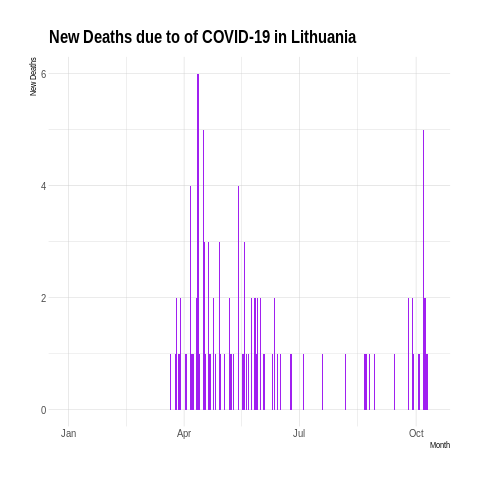 New Deaths due to of COVID-19 in Lithuania
New Deaths
6
4
2
0
Jan Apr Jul Oct
Month